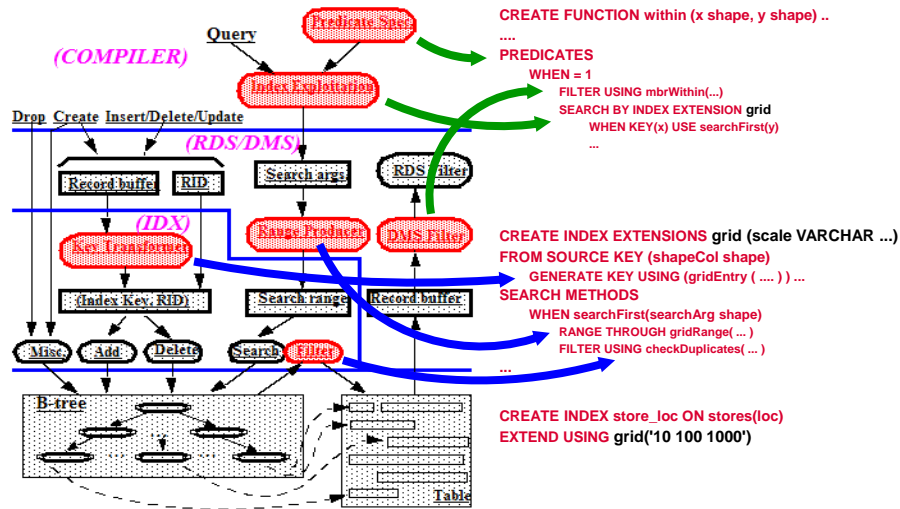 Predicate Spec
Query
(COMPILER)
Index Exploitation
Drop Create Insert/Delete/Update
(RDS/DMS)
Record buffer
RID
Search args
RDS Filter
(IDX)
Key Transformer
Range Producer
DMS Filter
(Index Key, RID)
Search range
Record buffer
Misc.
Add
Delete
Search
Filter
B-tree
...
...
...
Table
CREATE FUNCTION within (x shape, y shape) ..
....
PREDICATES
WHEN = 1
FILTER USING mbrWithin(...)
SEARCH BY INDEX EXTENSION grid
WHEN KEY(x) USE searchFirst(y)
...
CREATE INDEX EXTENSIONS grid (scale VARCHAR ...)
FROM SOURCE KEY (shapeCol shape)
GENERATE KEY USING (gridEntry ( .... ) ) ...
SEARCH METHODS
WHEN searchFirst(searchArg shape)
RANGE THROUGH gridRange( ... )
FILTER USING checkDuplicates( ... )
...
CREATE INDEX store_loc ON stores(loc)
EXTEND USING grid('10 100 1000')